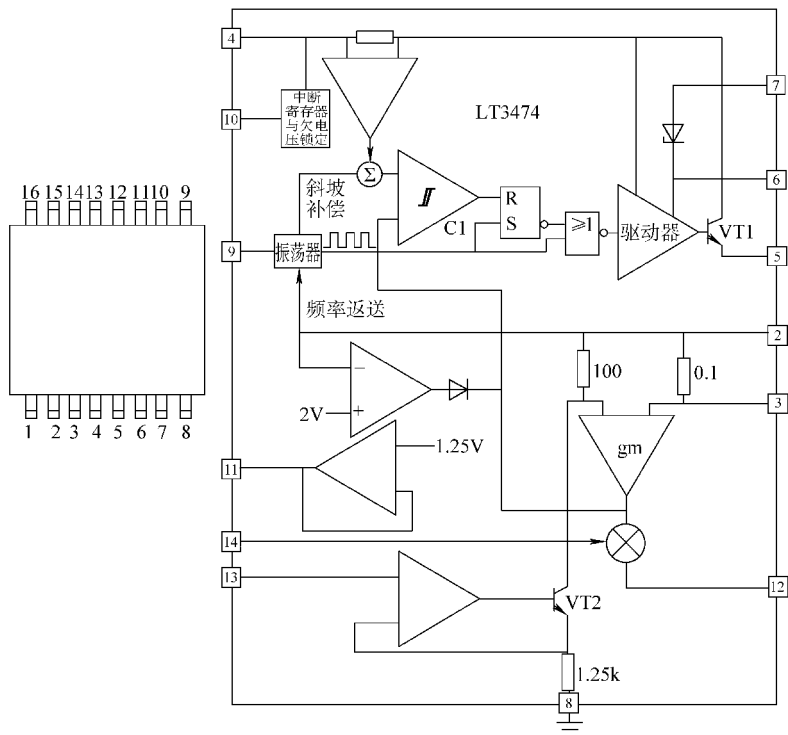 16 15 14 13 12 11 10 9
1 2 3 4 5 6 7 8
4
10
中断
寄存器
与欠电
压锁定
LT3474
7
6
Σ
斜坡
补偿
C1
R
S
≥1
驱动器
VT1
5
9
振荡器
频率返送
2
100
0.1
3
−
2V
+
gm
1.25V
11
14
13
12
VT2
1.25k
8